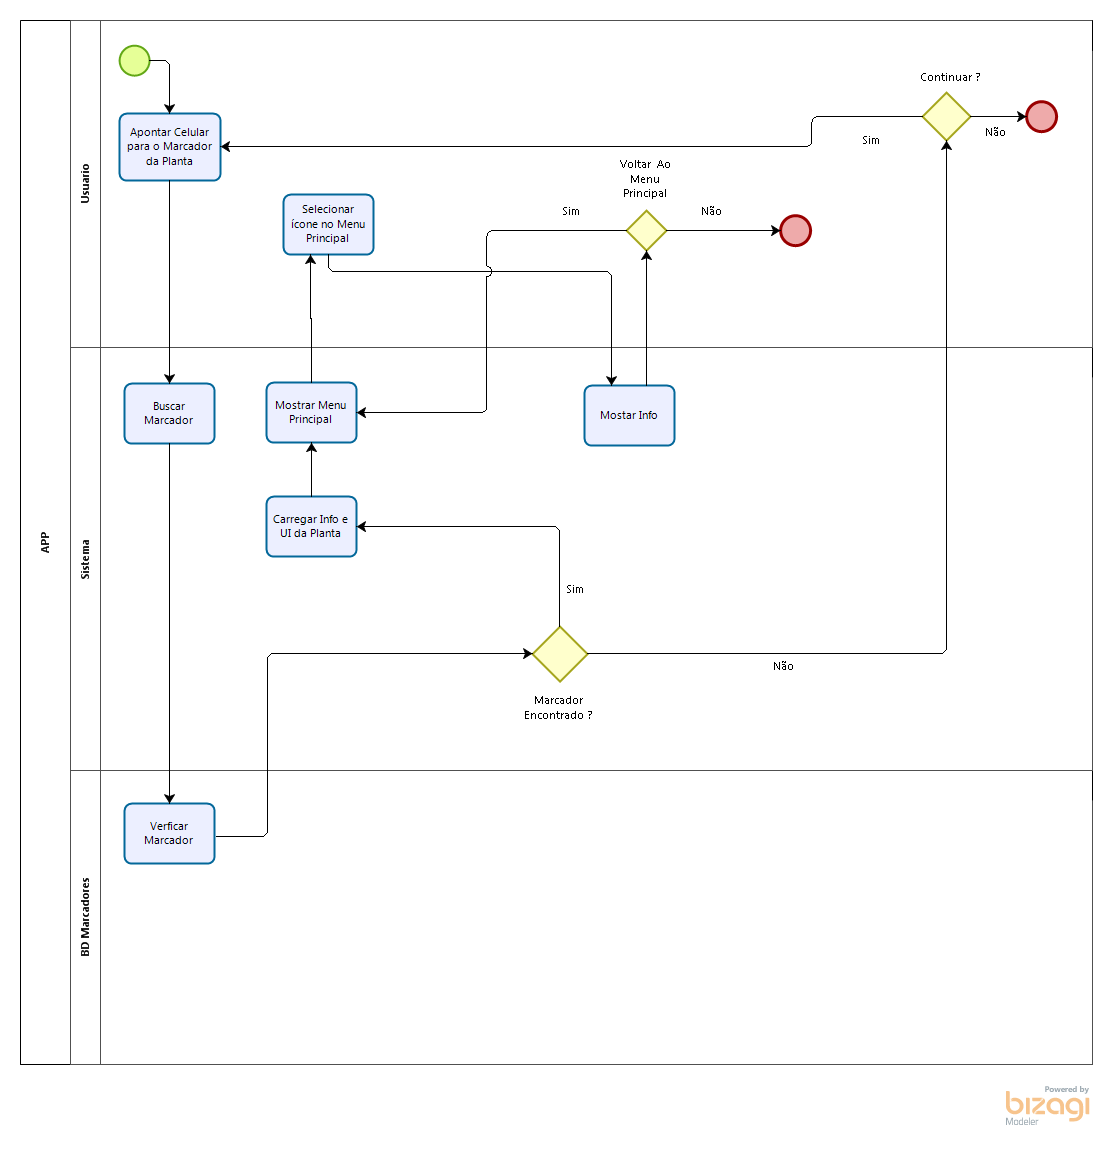 APP
Usuario
Apontar Celular
para o Marcador
da Planta
Continuar ?
Não
Sim
Voltar Ao
Menu
Principal
Sim
Não
Selecionar
ícone no Menu
Principal
Sistema
Buscar
Marcador
Mostrar Menu
Principal
Mostar Info
Carregar Info e
UI da Planta
Sim
Não
Marcador
Encontrado ?
BD Marcadores
Verficar
Marcador
Powered by
bizagi
Modeler